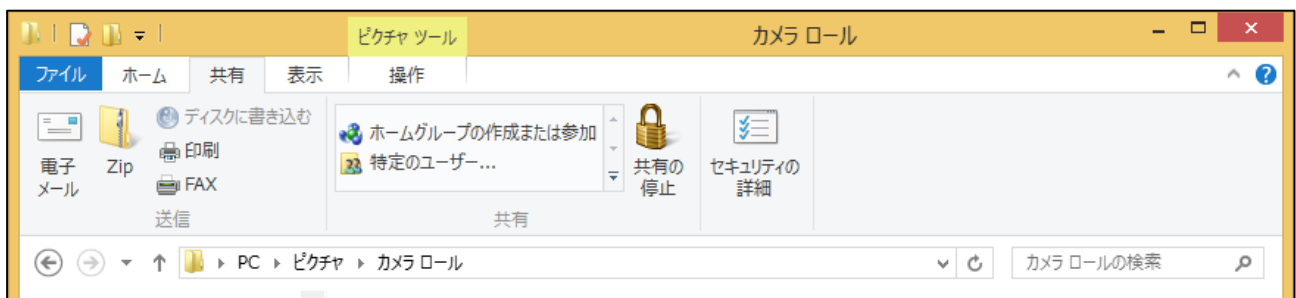 ピクチャ ツール
カメラ ロール
ファイル ホーム 共有 表示 操作
電子
メール
Zip
ディスクに書き込む
印刷
FAX
送信
ホームグループの作成または参加
特定のユーザー...
共有の
停止
共有
セキュリティの
詳細
PC ピクチャ カメラ ロール
カメラ ロールの検索